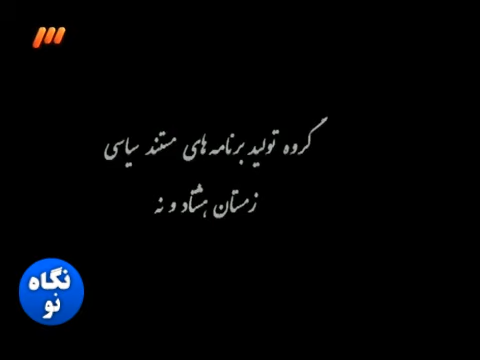 گروه تولید برنامه های مستند سیاسی
زمستان هشتاد و نه
نگاه
نو